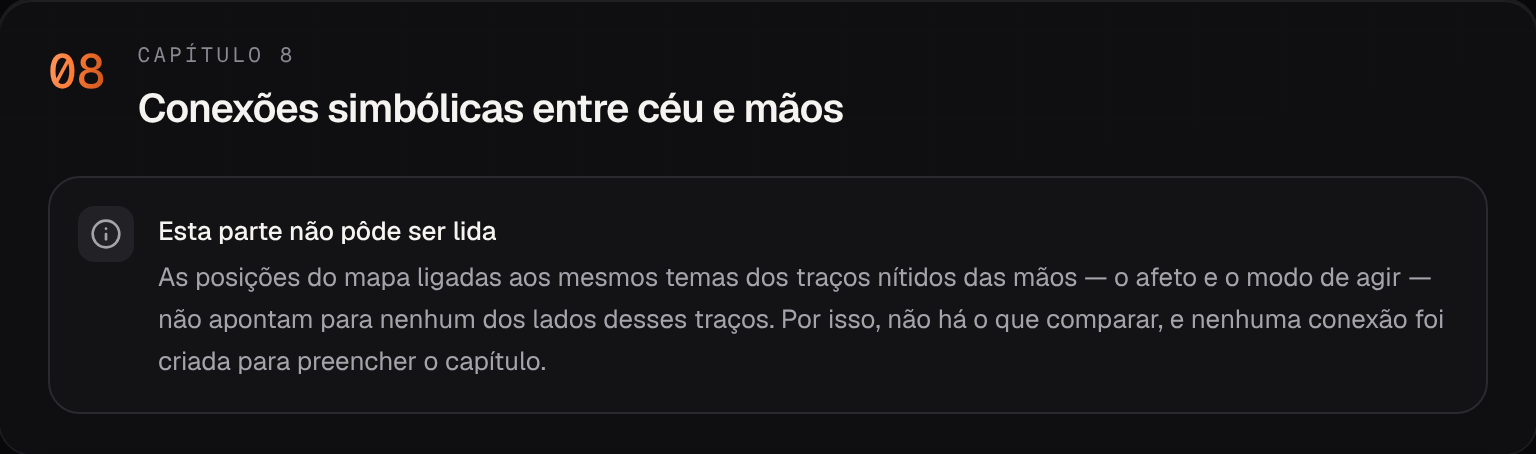 08
CAPÍTULO 8
Conexões simbólicas entre céu e mãos
Esta parte não pôde ser lida
As posições do mapa ligadas aos mesmos temas dos traços nítidos das mãos — o afeto e o modo de agir —
não apontam para nenhum dos lados desses traços. Por isso, não há o que comparar, e nenhuma conexão foi
criada para preencher o capítulo.